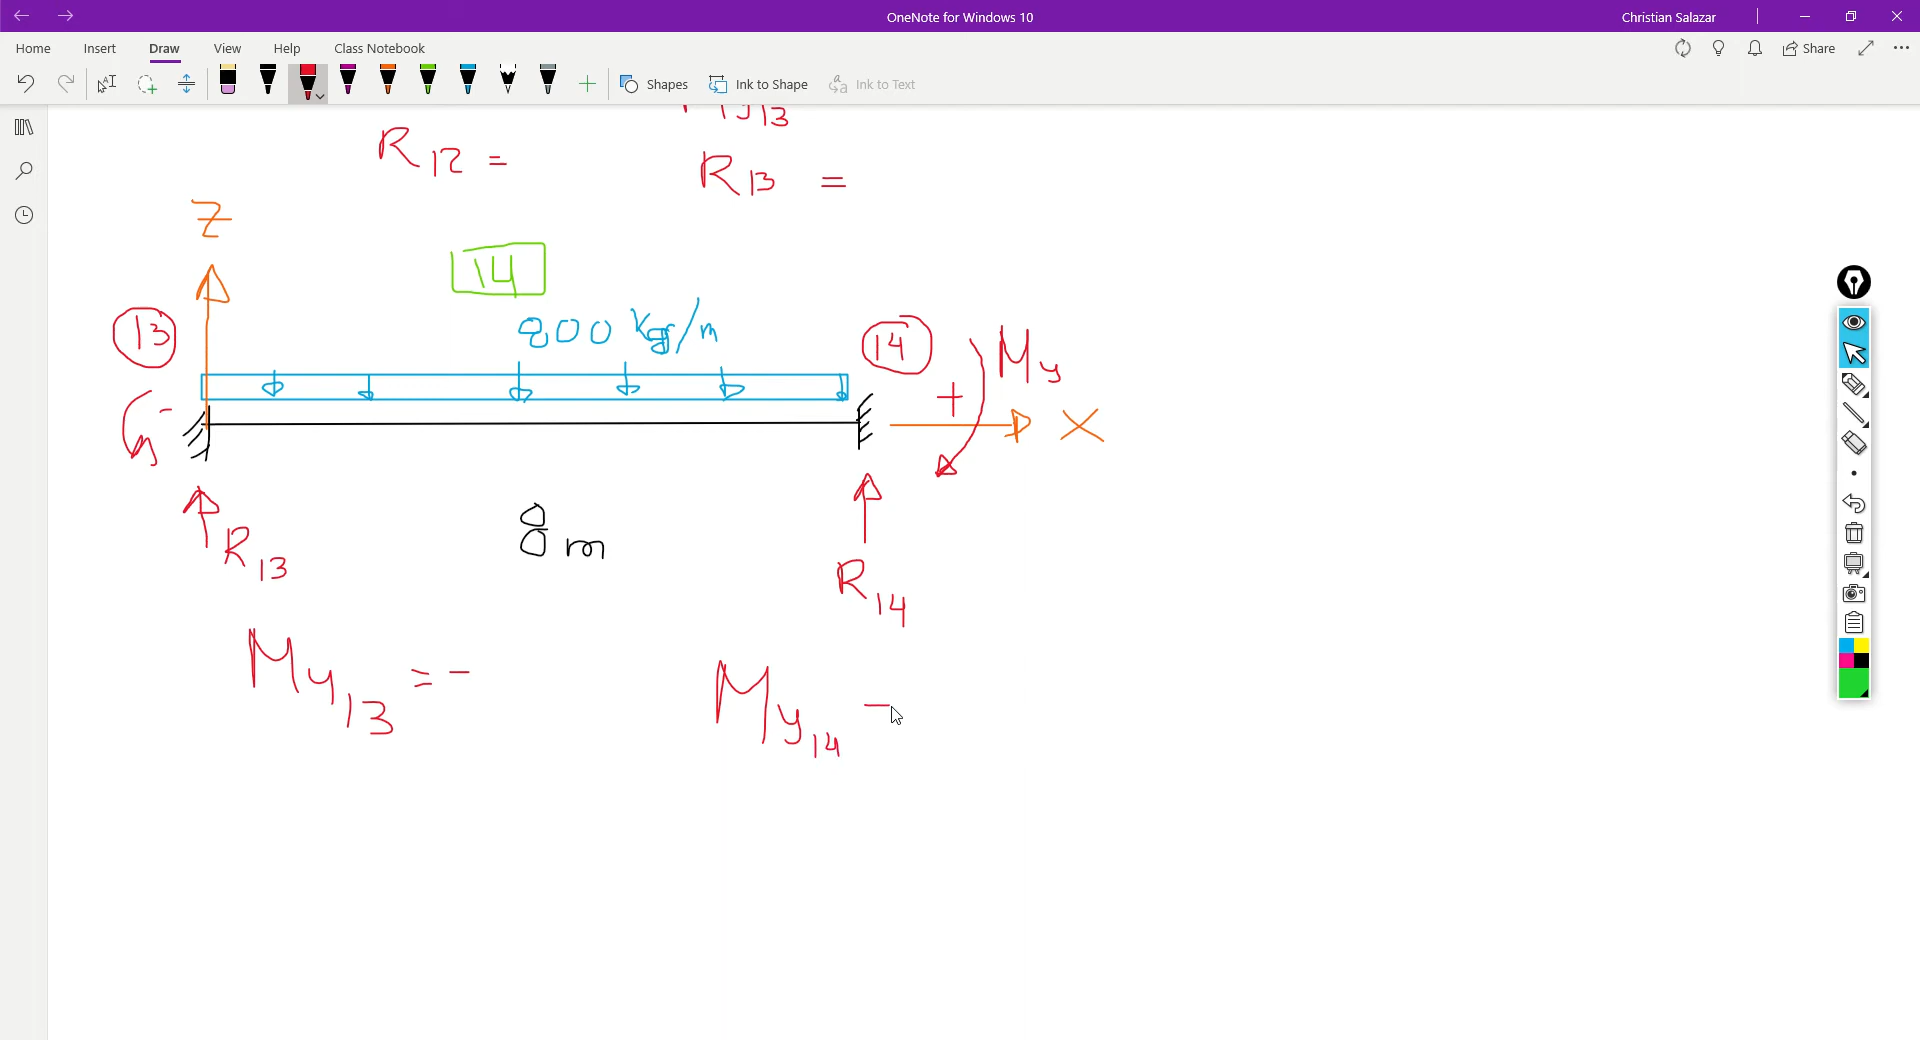 OneNote for Windows 10
Christian Salazar
Home Insert Draw View Help Class Notebook
Share
Shapes Ink to Shape Ink to Text
R12 =
R13 =
Z
14
800 Kgf/m
13
14
My
+
-
X
R13
8 m
R14
My13 = -
My14 -